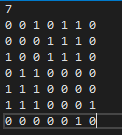 7
0 0 1 0 1 1 0
0 0 0 1 1 1 0
1 0 0 1 1 1 0
0 1 1 0 0 0 0
1 1 1 0 0 0 0
1 1 1 0 0 0 1
0 0 0 0 0 1 0